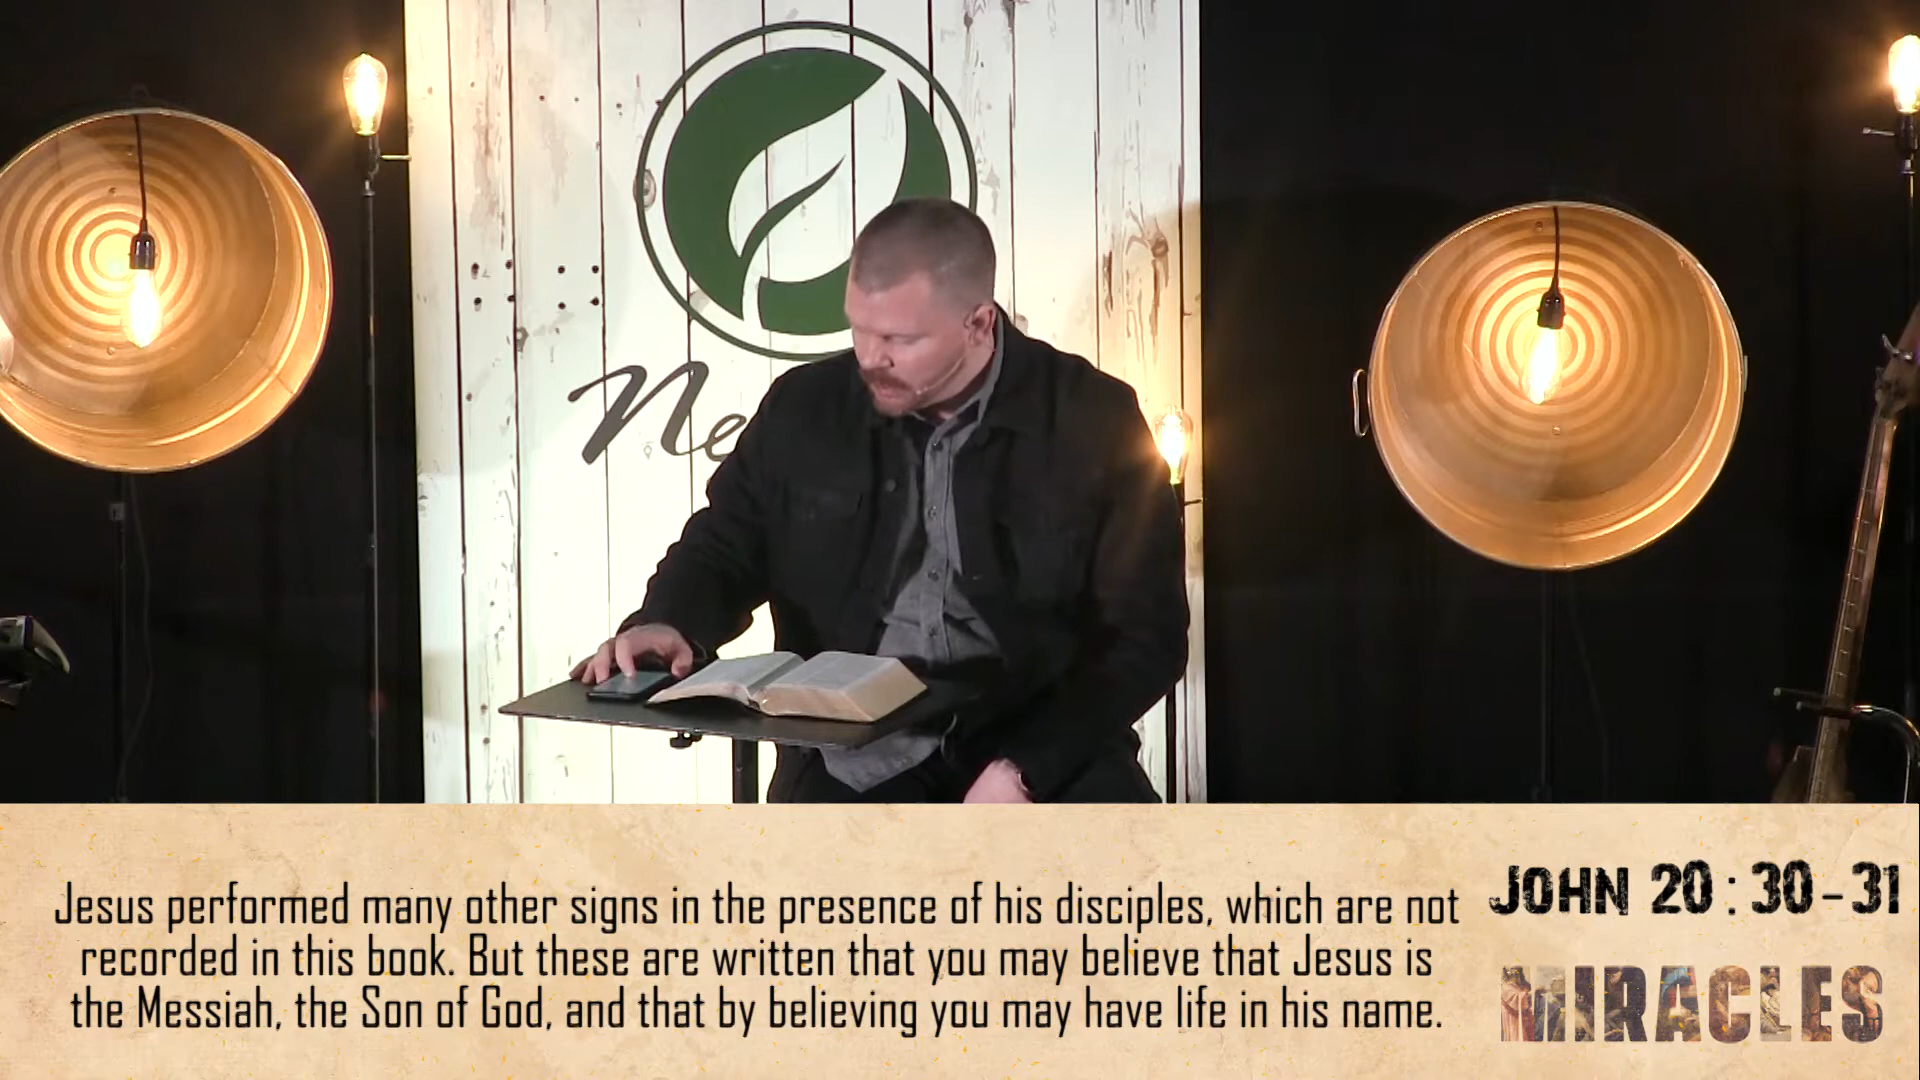 Ne
Jesus performed many other signs in the presence of his disciples, which are not
recorded in this book. But these are written that you may believe that Jesus is
the Messiah, the Son of God, and that by believing you may have life in his name.
JOHN 20:30-31
MIRACLES